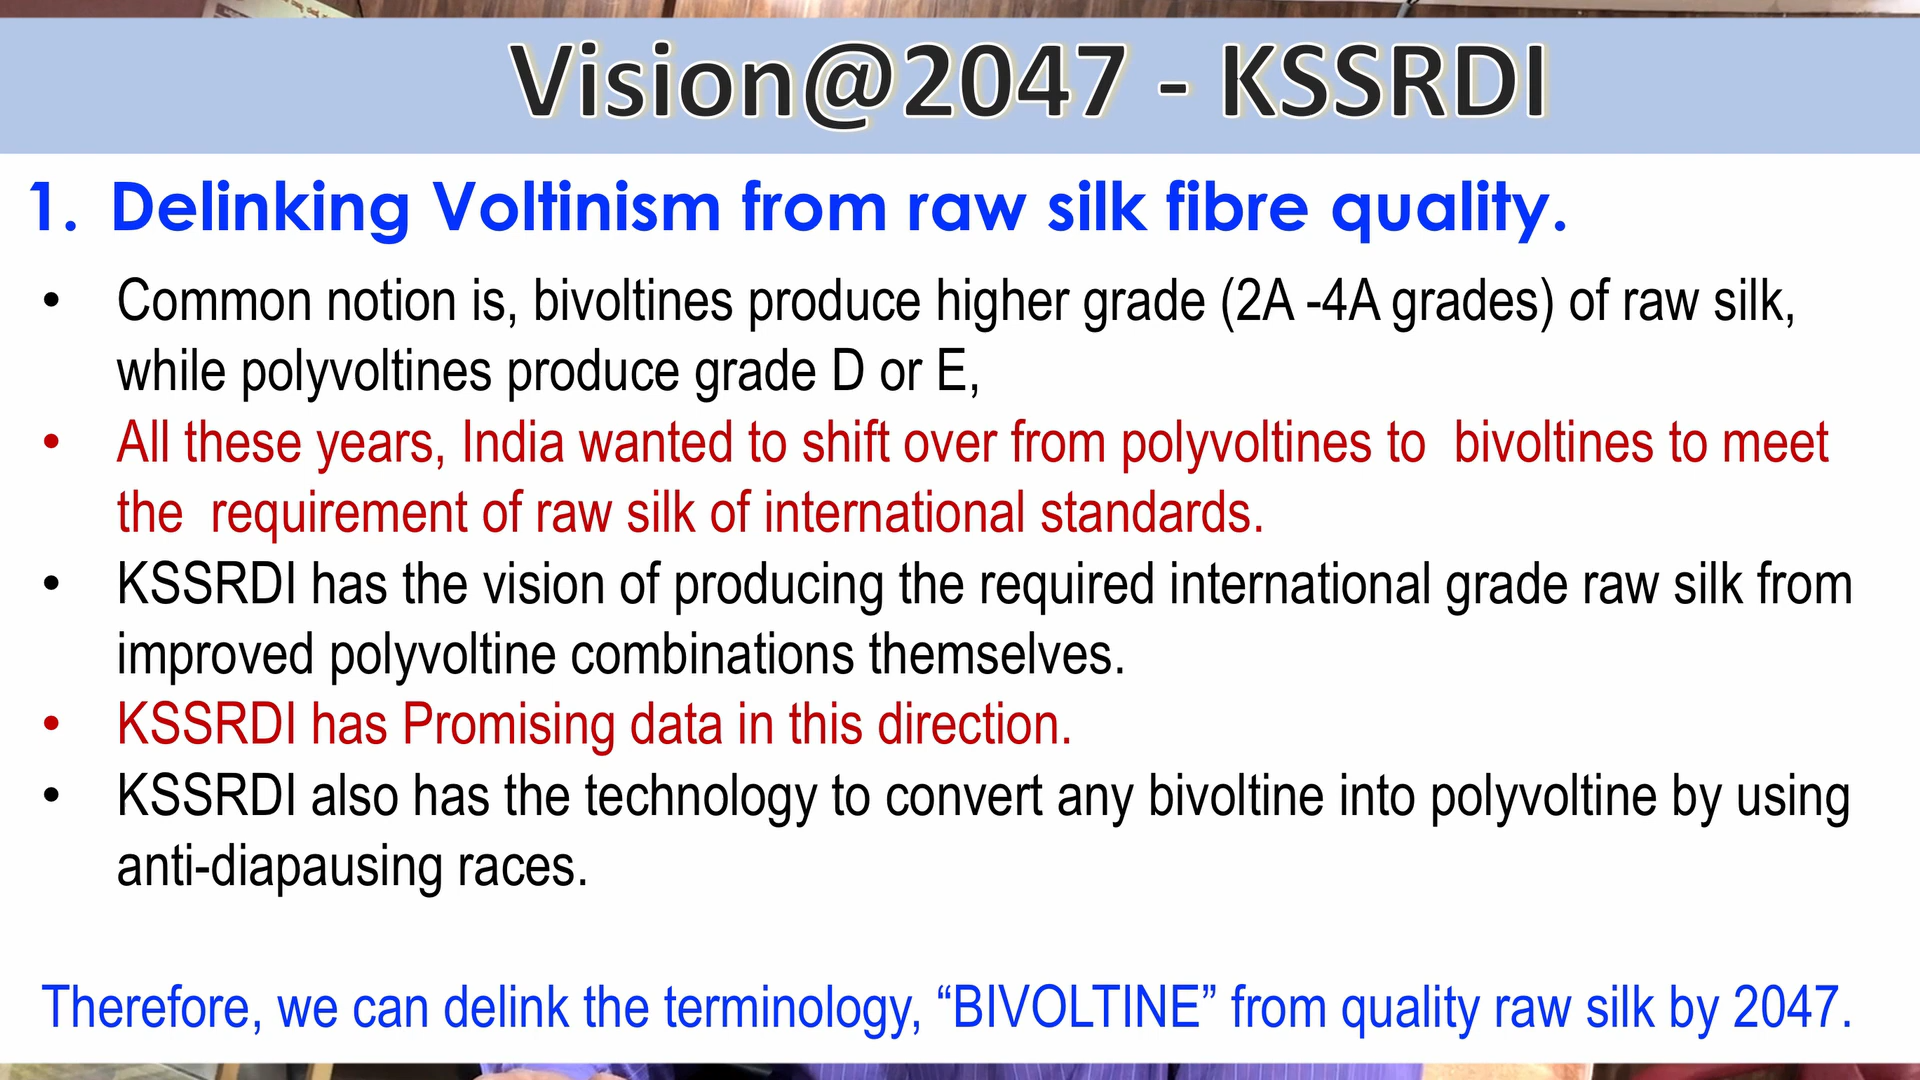 Vision@2047 - KSSRDI
1. Delinking Voltinism from raw silk fibre quality.
• Common notion is, bivoltines produce higher grade (2A -4A grades) of raw silk,
while polyvoltines produce grade D or E,
• All these years, India wanted to shift over from polyvoltines to bivoltines to meet
the requirement of raw silk of international standards.
• KSSRDI has the vision of producing the required international grade raw silk from
improved polyvoltine combinations themselves.
• KSSRDI has Promising data in this direction.
• KSSRDI also has the technology to convert any bivoltine into polyvoltine by using
anti-diapausing races.
Therefore, we can delink the terminology, “BIVOLTINE” from quality raw silk by 2047.